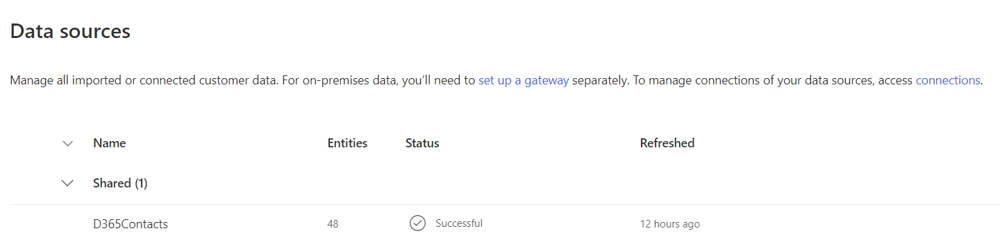 Data sources
Manage all imported or connected customer data. For on-premises data, you’ll need to set up a gateway separately. To manage connections of your data sources, access connections.
Name Entities Status Refreshed
Shared (1)
D365Contacts 48 Successful 12 hours ago